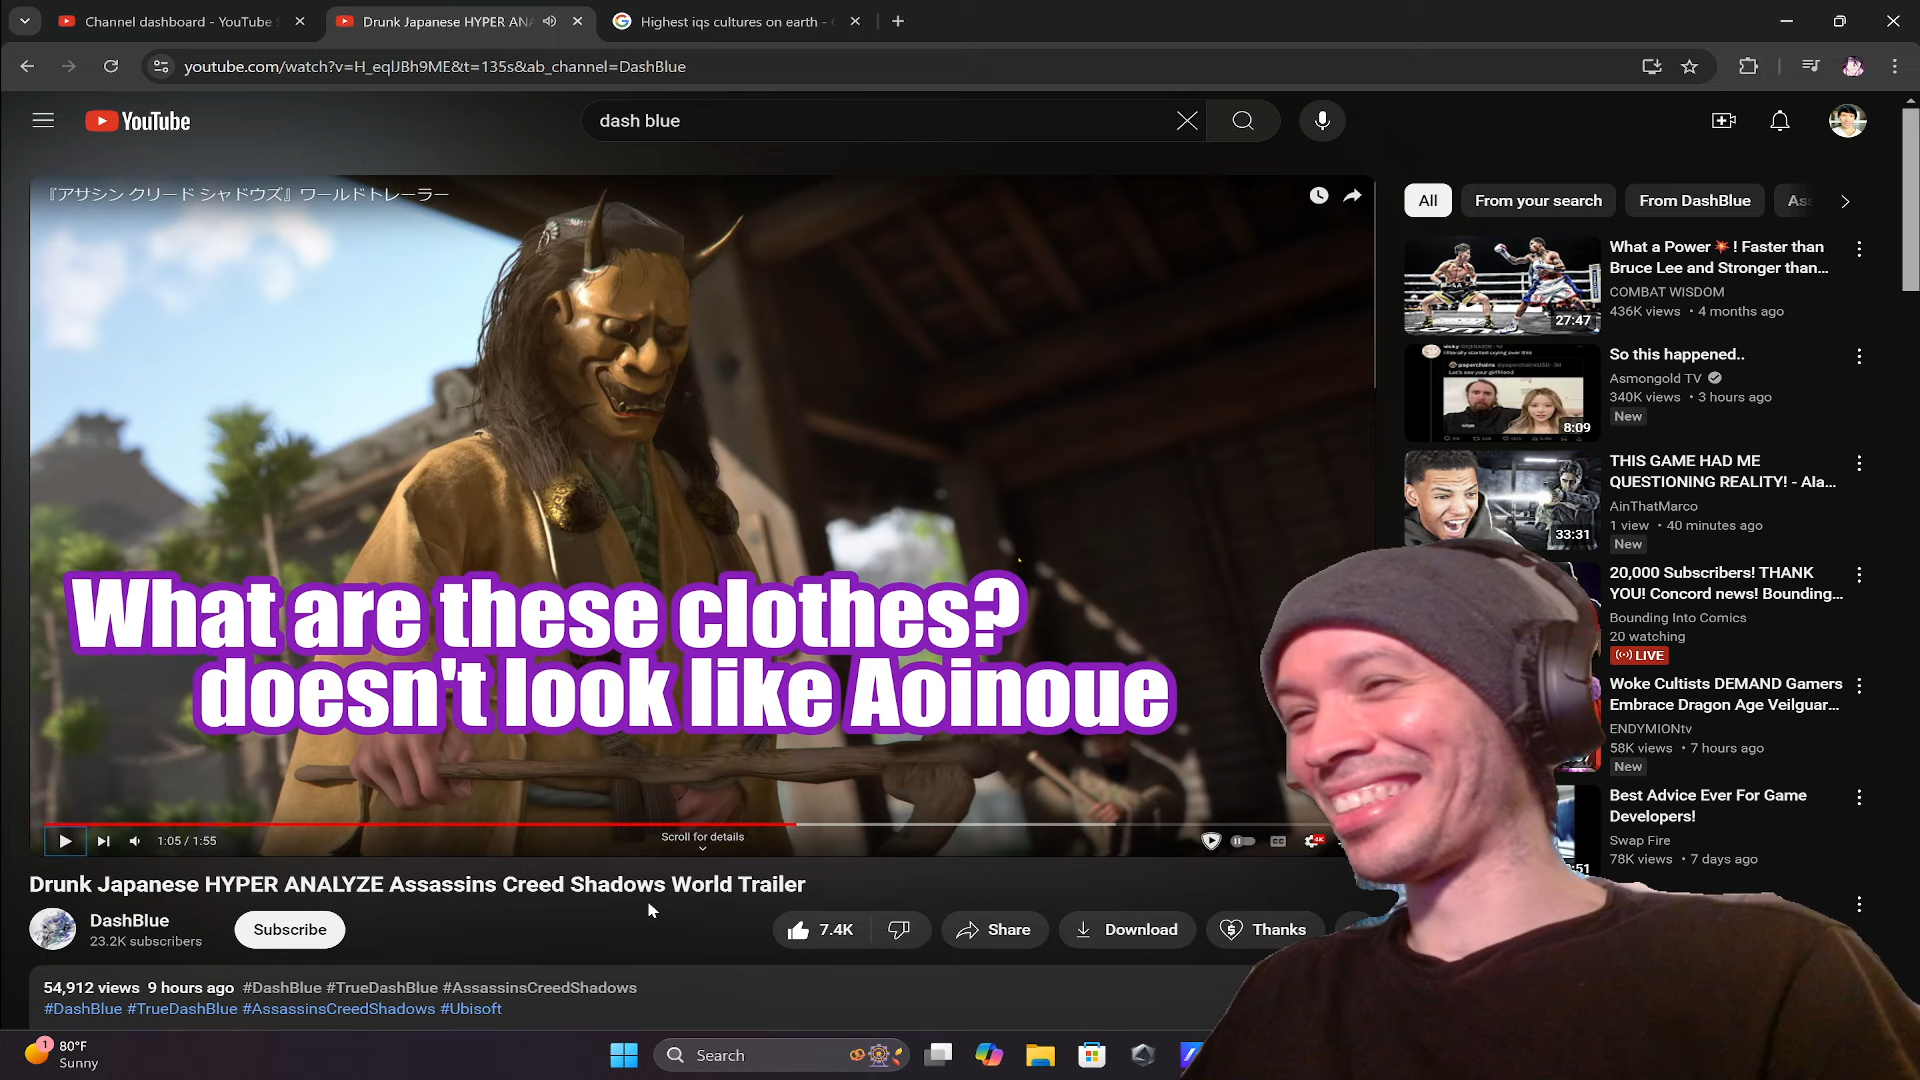 Channel dashboard - YouTube S
Drunk Japanese HYPER ANA
Highest iqs cultures on earth -
youtube.com/watch?v=H_eqlJBh9ME&t=135s&ab_channel=DashBlue
YouTube
dash blue
『アサシン クリード シャドウズ』ワールドトレーラー
What are these clothes?
doesn't look like Aoinoue
1:05 / 1:55
Scroll for details
4K
Drunk Japanese HYPER ANALYZE Assassins Creed Shadows World Trailer
DashBlue
23.2K subscribers
Subscribe
7.4K
Share
Download
Thanks
54,912 views 9 hours ago #DashBlue #TrueDashBlue #AssassinsCreedShadows
#DashBlue #TrueDashBlue #AssassinsCreedShadows #Ubisoft
All
From your search
From DashBlue
Ass
27:47
What a Power 💥 ! Faster than
Bruce Lee and Stronger than...
COMBAT WISDOM
436K views • 4 months ago
8:09
So this happened..
Asmongold TV
340K views • 3 hours ago
New
33:31
THIS GAME HAD ME
QUESTIONING REALITY! - Ala...
AinThatMarco
1 view • 40 minutes ago
New
20,000 Subscribers! THANK
YOU! Concord news! Bounding...
Bounding Into Comics
20 watching
LIVE
Woke Cultists DEMAND Gamers
Embrace Dragon Age Veilguar...
ENDYMIONtv
58K views • 7 hours ago
New
:51
Best Advice Ever For Game
Developers!
Swap Fire
78K views • 7 days ago
1
80°F
Sunny
Search